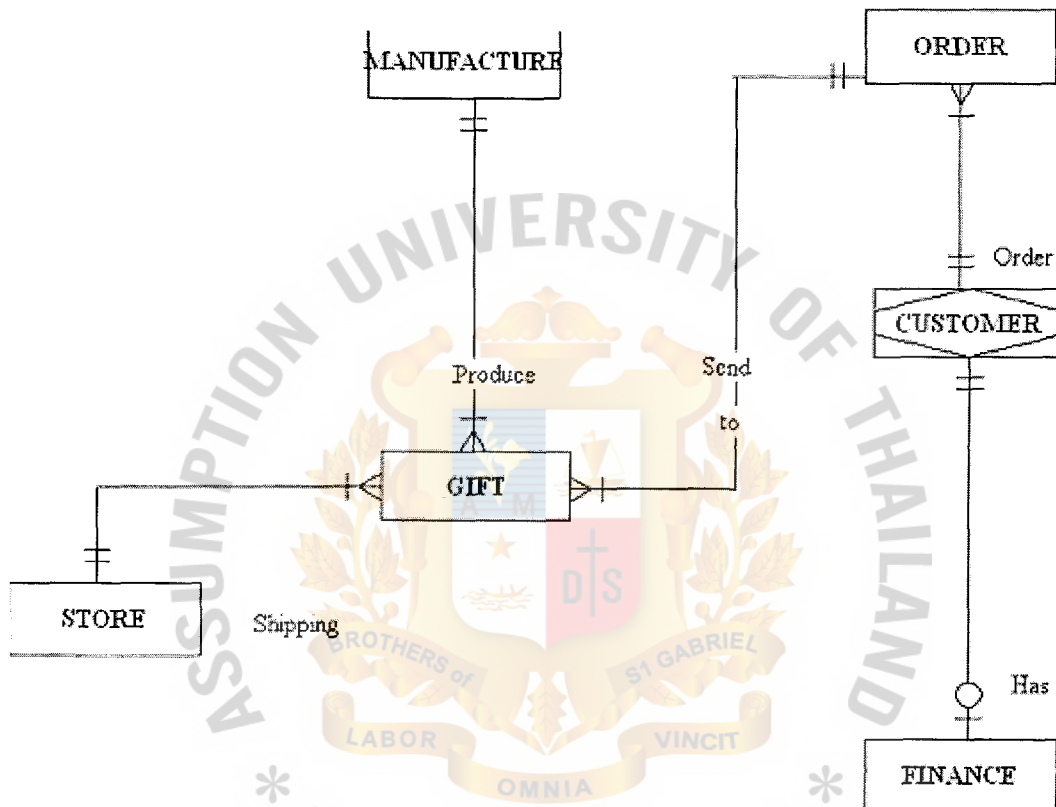 MANUFACTURE
ORDER
Order
CUSTOMER
Produce
Send
to
GIFT
STORE
Shipping
Has
FINANCE
ASSUMPTION UNIVERSITY OF THAILAND
A M
D S
BROTHERS of
S1 GABRIEL
LABOR
VINCIT
OMNIA
* *